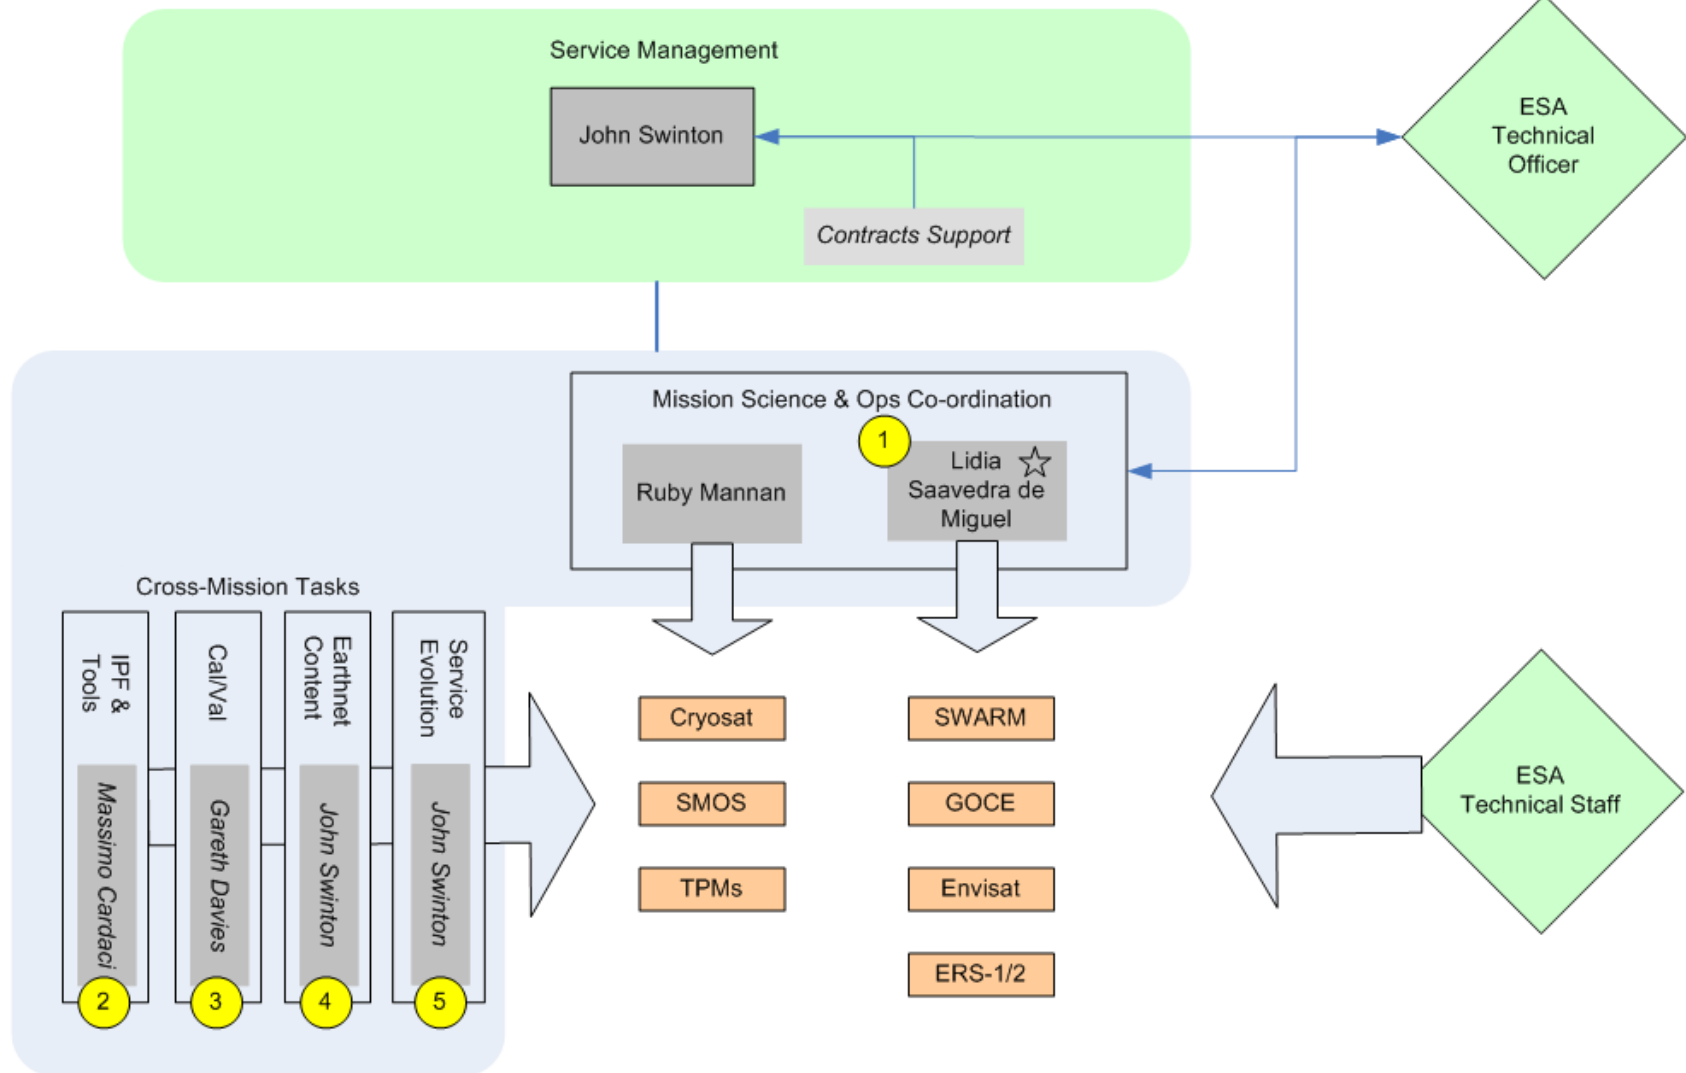 Service Management
John Swinton
Contracts Support
ESA
Technical
Officer
Mission Science & Ops Co-ordination
Ruby Mannan
1
Lidia
Saavedra de
Miguel
Cross-Mission Tasks
IPF &
Tools
Massimo Cardaci
2
Cal/Val
Gareth Davies
3
Earthnet
Content
John Swinton
4
Service
Evolution
John Swinton
5
Cryosat
SMOS
TPMs
SWARM
GOCE
Envisat
ERS-1/2
ESA
Technical Staff